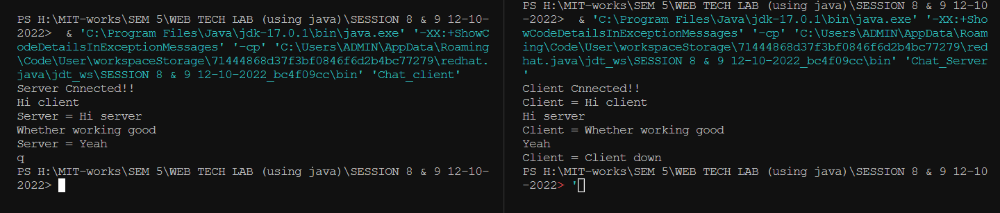 PS H:\MIT-works\SEM 5\WEB TECH LAB (using java)\SESSION 8 & 9 12-10-
2022>  & 'C:\Program Files\Java\jdk-17.0.1\bin\java.exe' '-XX:+ShowC
odeDetailsInExceptionMessages' '-cp' 'C:\Users\ADMIN\AppData\Roaming
\Code\User\workspaceStorage\71444868d37f3bf0846f6d2b4bc77279\redhat.
java\jdt_ws\SESSION 8 & 9 12-10-2022_bc4f09cc\bin' 'Chat_client'
Server Cnnected!!
Hi client
Server = Hi server
Whether working good
Server = Yeah
q
PS H:\MIT-works\SEM 5\WEB TECH LAB (using java)\SESSION 8 & 9 12-10-
2022>
PS H:\MIT-works\SEM 5\WEB TECH LAB (using java)\SESSION 8 & 9 12-10
-2022>  & 'C:\Program Files\Java\jdk-17.0.1\bin\java.exe' '-XX:+Sho
wCodeDetailsInExceptionMessages' '-cp' 'C:\Users\ADMIN\AppData\Roam
ing\Code\User\workspaceStorage\71444868d37f3bf0846f6d2b4bc77279\red
hat.java\jdt_ws\SESSION 8 & 9 12-10-2022_bc4f09cc\bin' 'Chat_Server
'
Client Cnnected!!
Client = Hi client
Hi server
Client = Whether working good
Yeah
Client = Client down
PS H:\MIT-works\SEM 5\WEB TECH LAB (using java)\SESSION 8 & 9 12-10
-2022> '